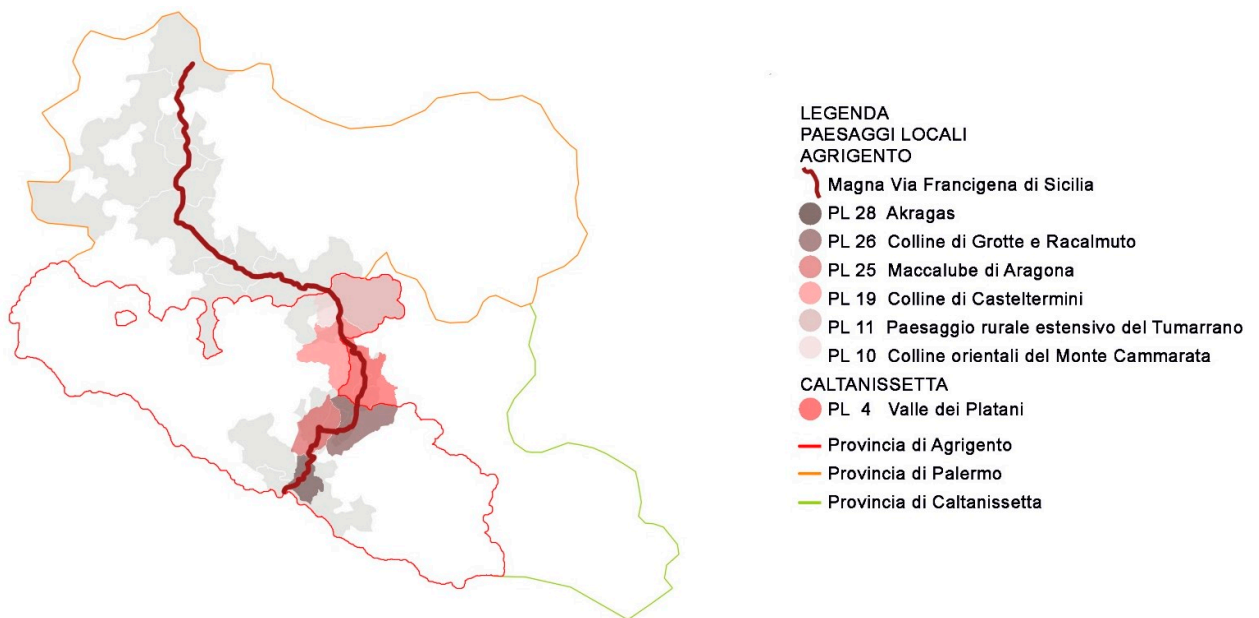 LEGENDA
PAESAGGI LOCALI
AGRIGENTO
Magna Via Francigena di Sicilia
PL 28 Akragas
PL 26 Colline di Grotte e Racalmuto
PL 25 Maccalube di Aragona
PL 19 Colline di Casteltermini
PL 11 Paesaggio rurale estensivo del Tumarrano
PL 10 Colline orientali del Monte Cammarata
CALTANISSETTA
PL 4 Valle dei Platani
Provincia di Agrigento
Provincia di Palermo
Provincia di Caltanissetta